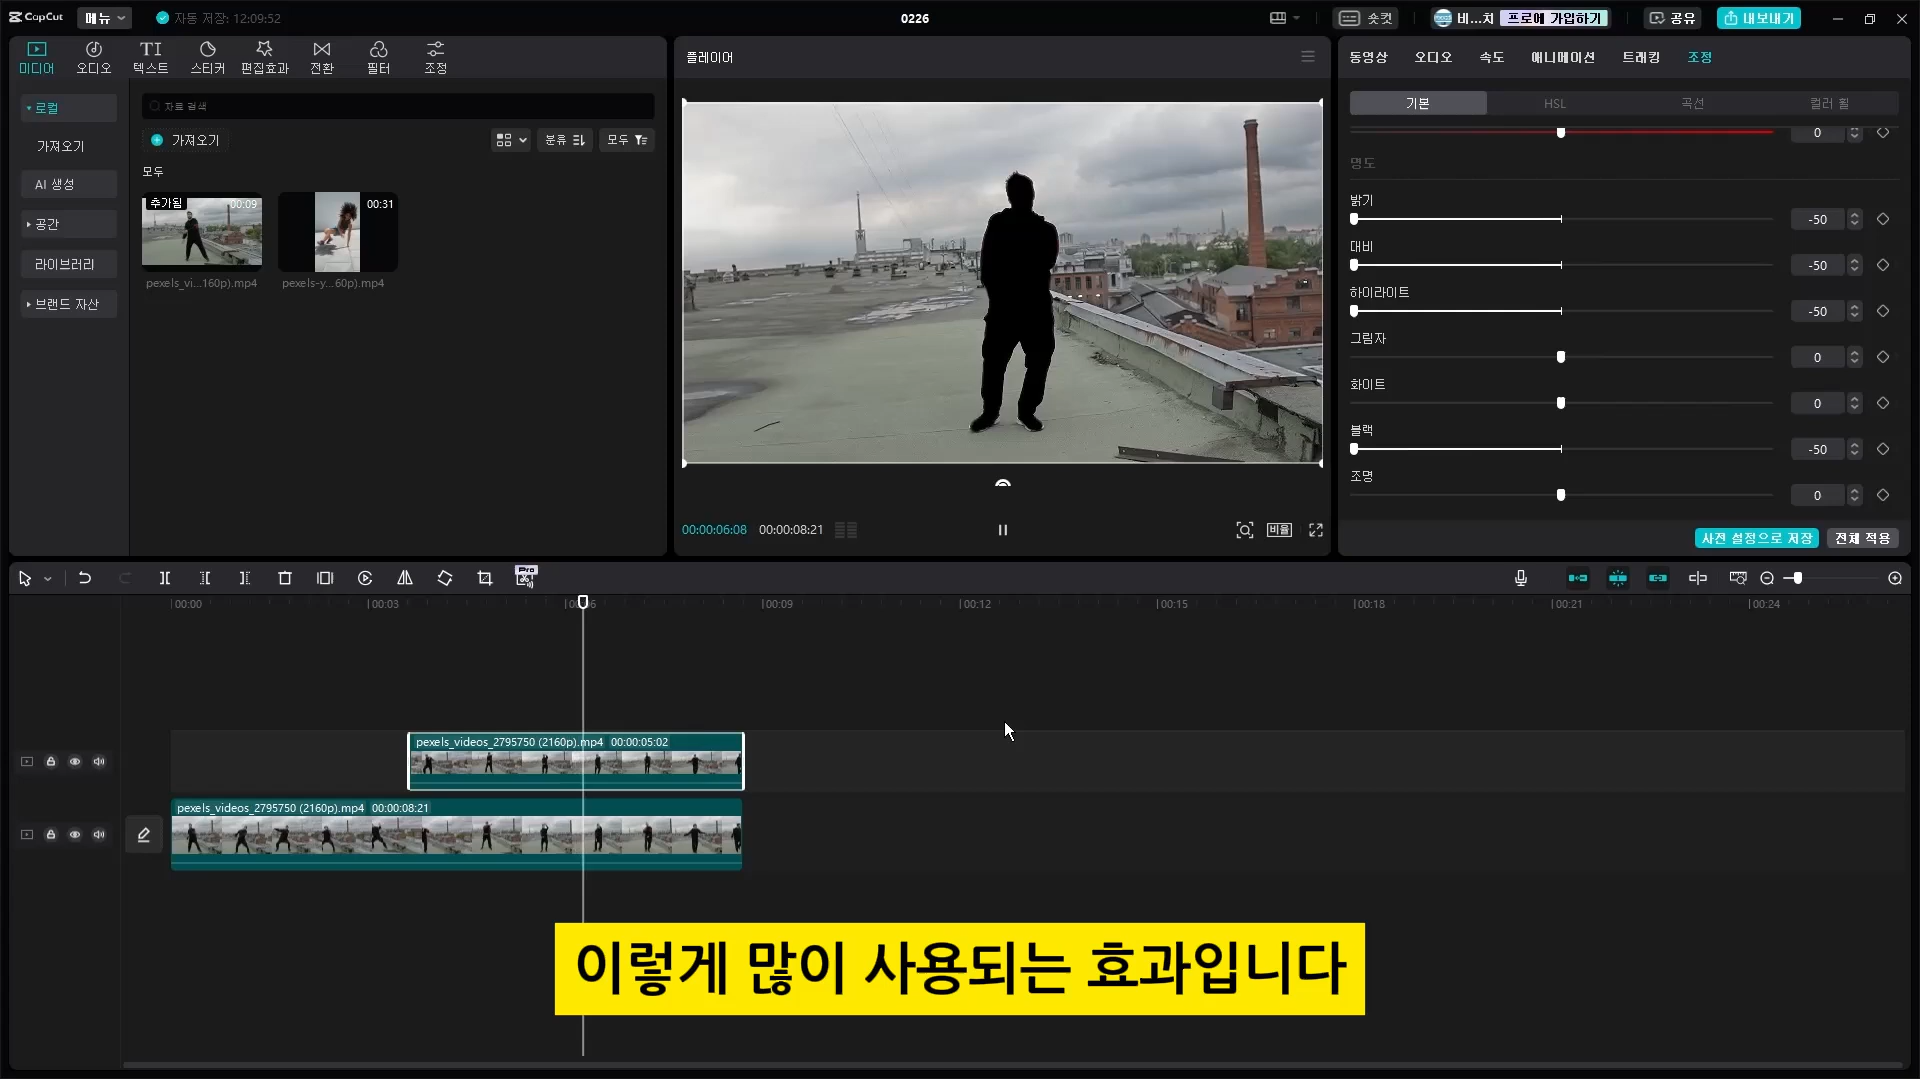 CapCut
메뉴
자동 저장: 12:09:52
0226
숏컷
비...치
프로에 가입하기
공유
내보내기
미디어
오디오
텍스트
스티커
편집효과
전환
필터
조정
로컬
가져오기
AI 생성
공간
라이브러리
브랜드 자산
자료 검색
가져오기
분류
모두
모두
추가됨
00:09
00:31
pexels_vi...160p).mp4
pexels-y...60p).mp4
플레이어
00:00:06:08
00:00:08:21
비율
동영상
오디오
속도
애니메이션
트래킹
조정
기본
HSL
곡선
컬러 휠
0
명도
밝기
-50
대비
-50
하이라이트
-50
그림자
0
화이트
0
블랙
-50
조명
0
사전 설정으로 저장
전체 적용
Pro
00:00
00:03
00:06
00:09
00:12
00:15
00:18
00:21
00:24
pexels_videos_2795750 (2160p).mp4 00:00:05:02
pexels_videos_2795750 (2160p).mp4 00:00:08:21
이렇게 많이 사용되는 효과입니다